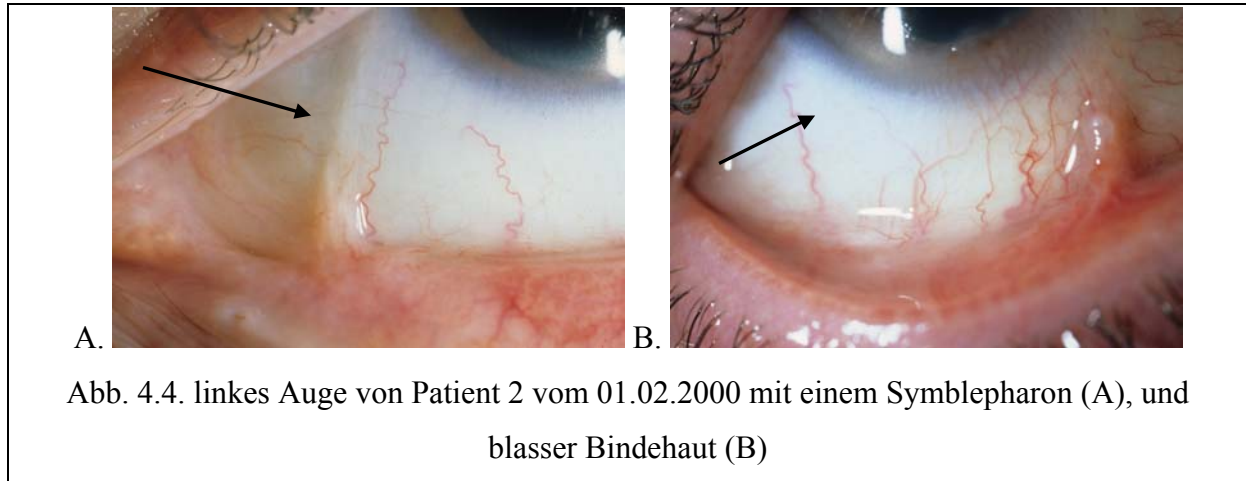 A. B.
Abb. 4.4. linkes Auge von Patient 2 vom 01.02.2000 mit einem Symblepharon (A), und
blasser Bindehaut (B)